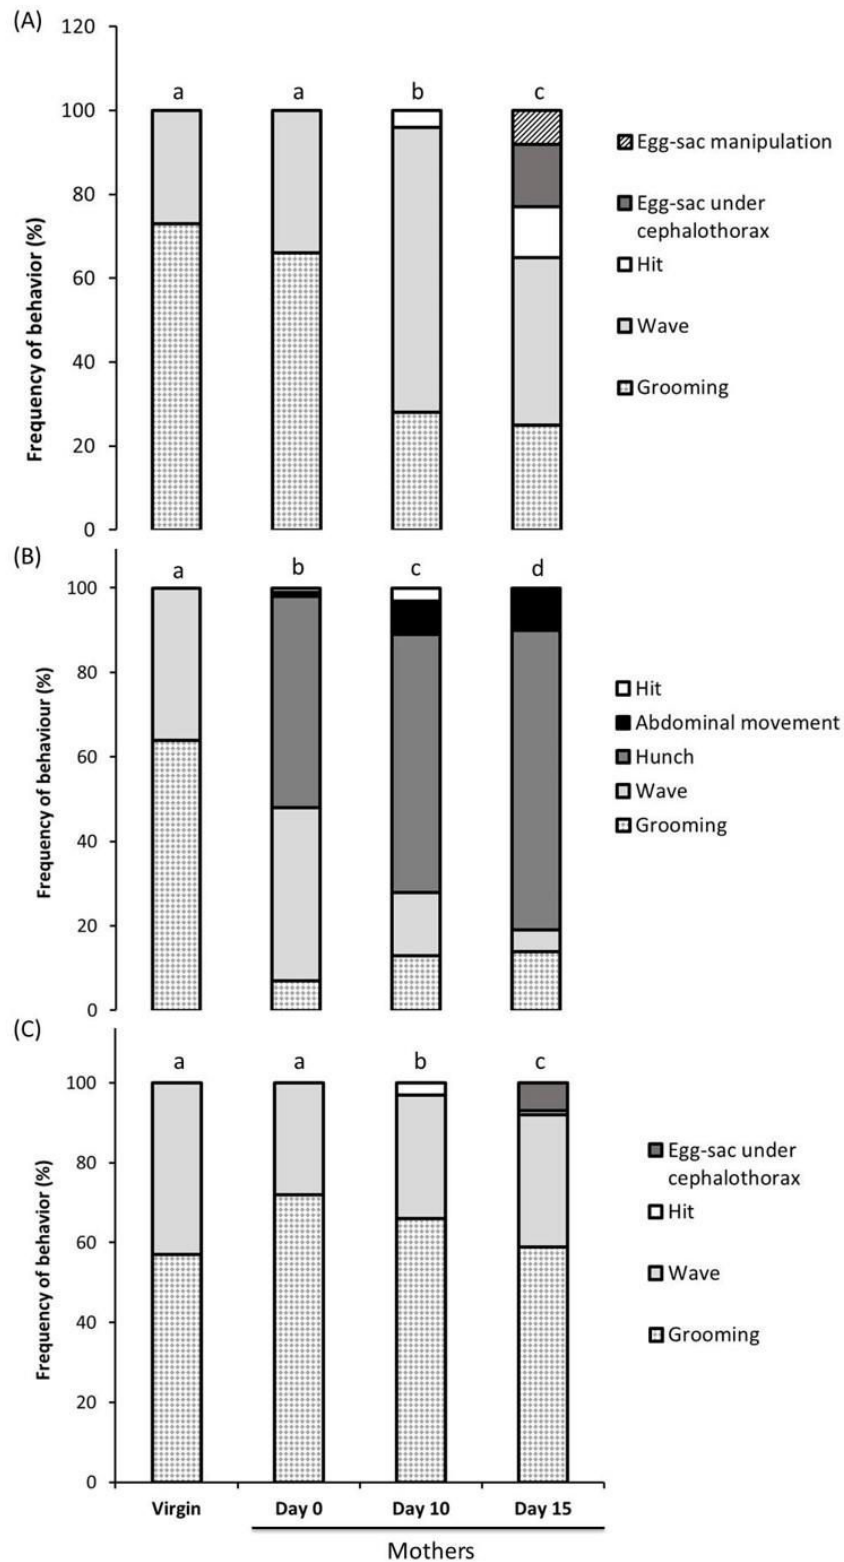 (A)
120
a a b c
100
Egg-sac manipulation
80
Egg-sac under
cephalothorax
Hit
60
Wave
40
Grooming
20
0
Frequency of behavior (%)
(B)
a b c d
100
80
Hit
Abdominal movement
60
Hunch
Wave
40
Grooming
20
0
Frequency of behaviour (%)
(C)
a a b c
100
Egg-sac under
cephalothorax
80
Hit
60
Wave
40
Grooming
20
0
Frequency of behavior (%)
Virgin Day 0 Day 10 Day 15
Mothers